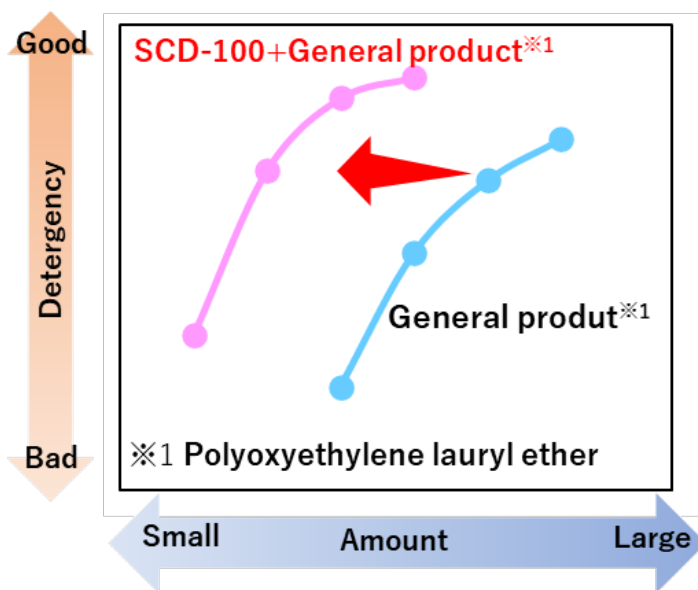 Good
SCD-100+General product※1
Detergency
General produt※1
Bad
※1 Polyoxyethylene lauryl ether
Small
Amount
Large